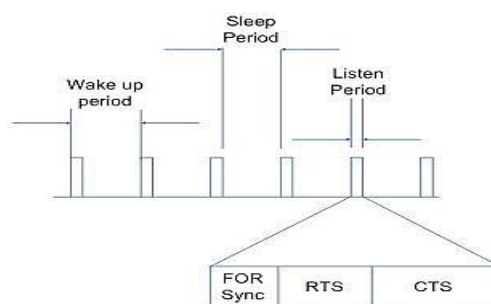 Sleep
Period
Wake up
period
Listen
Period
FOR
Sync
RTS
CTS